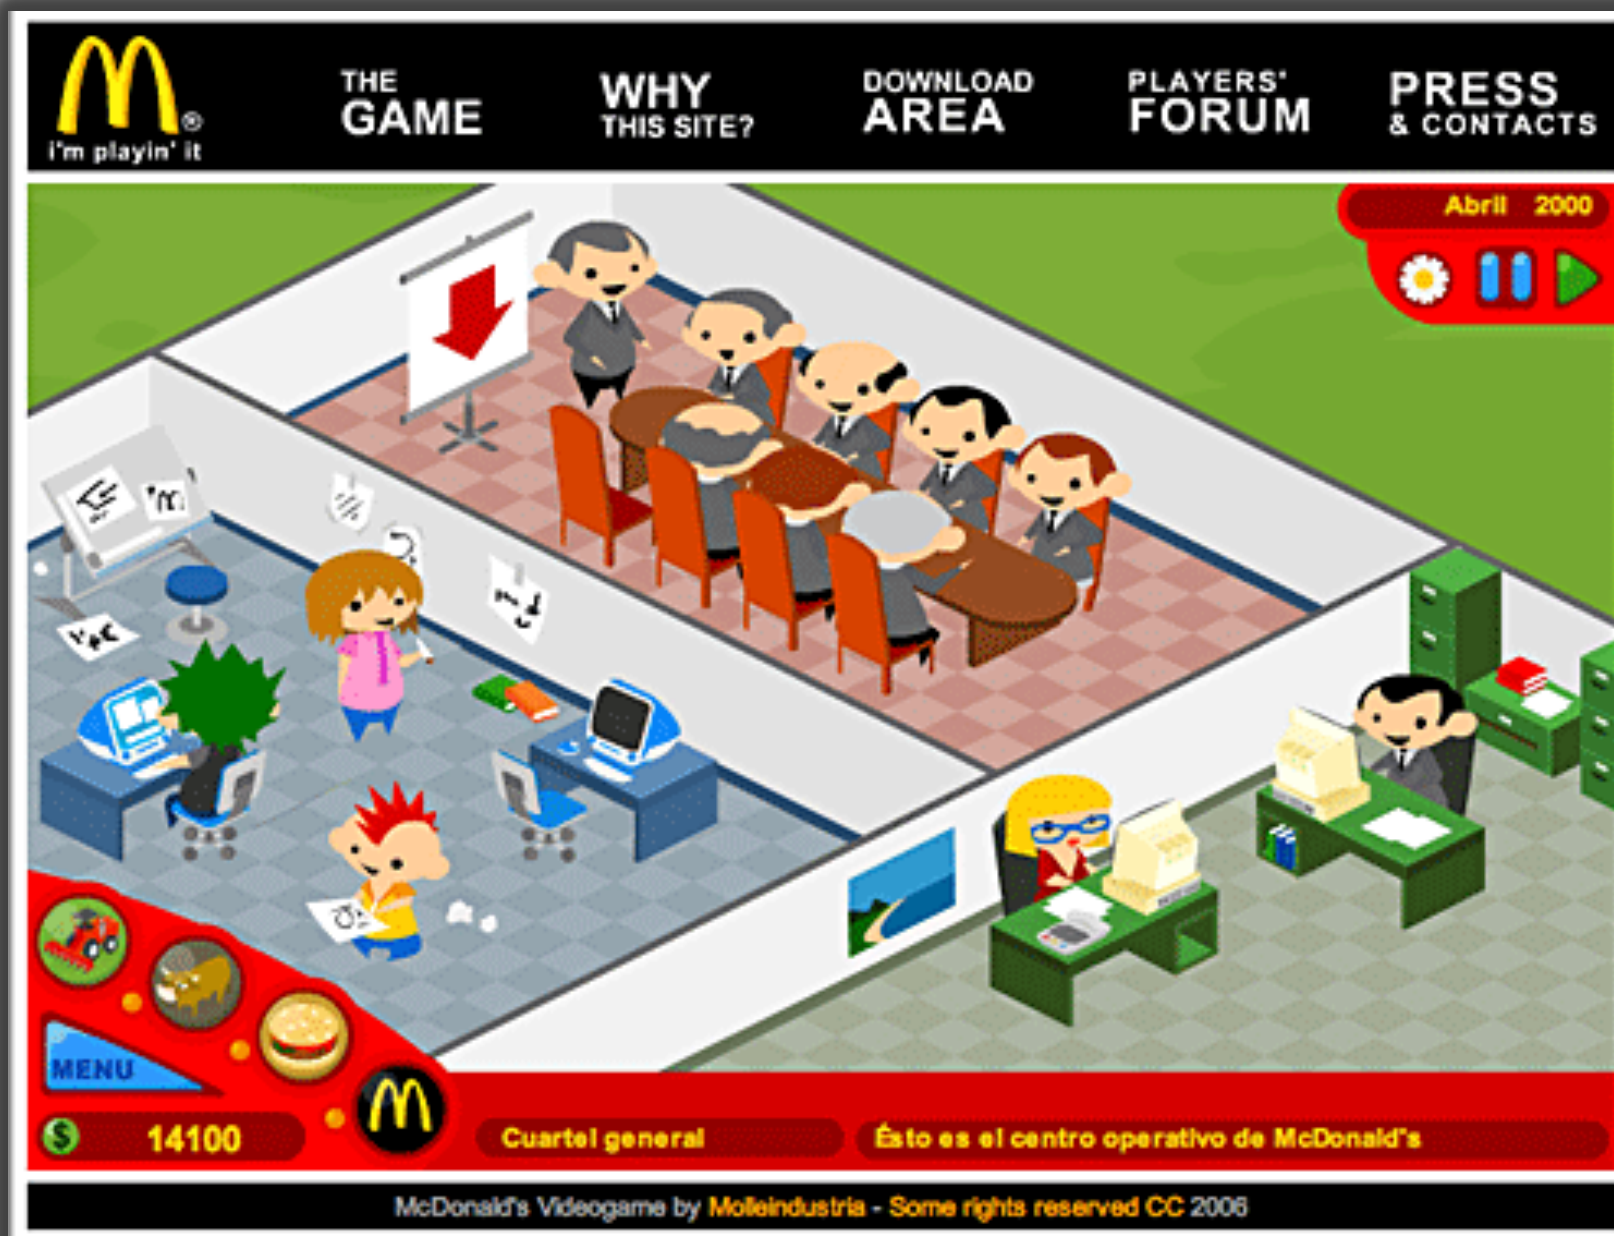 THE
GAME
WHY
THIS SITE?
DOWNLOAD
AREA
PLAYERS'
FORUM
PRESS
& CONTACTS
M®
i'm playin' it
Abril 2000
MENU
$ 14100
Cuartel general
Ésto es el centro operativo de McDonald's
McDonald's Videogame by Molleindustria - Some rights reserved CC 2006